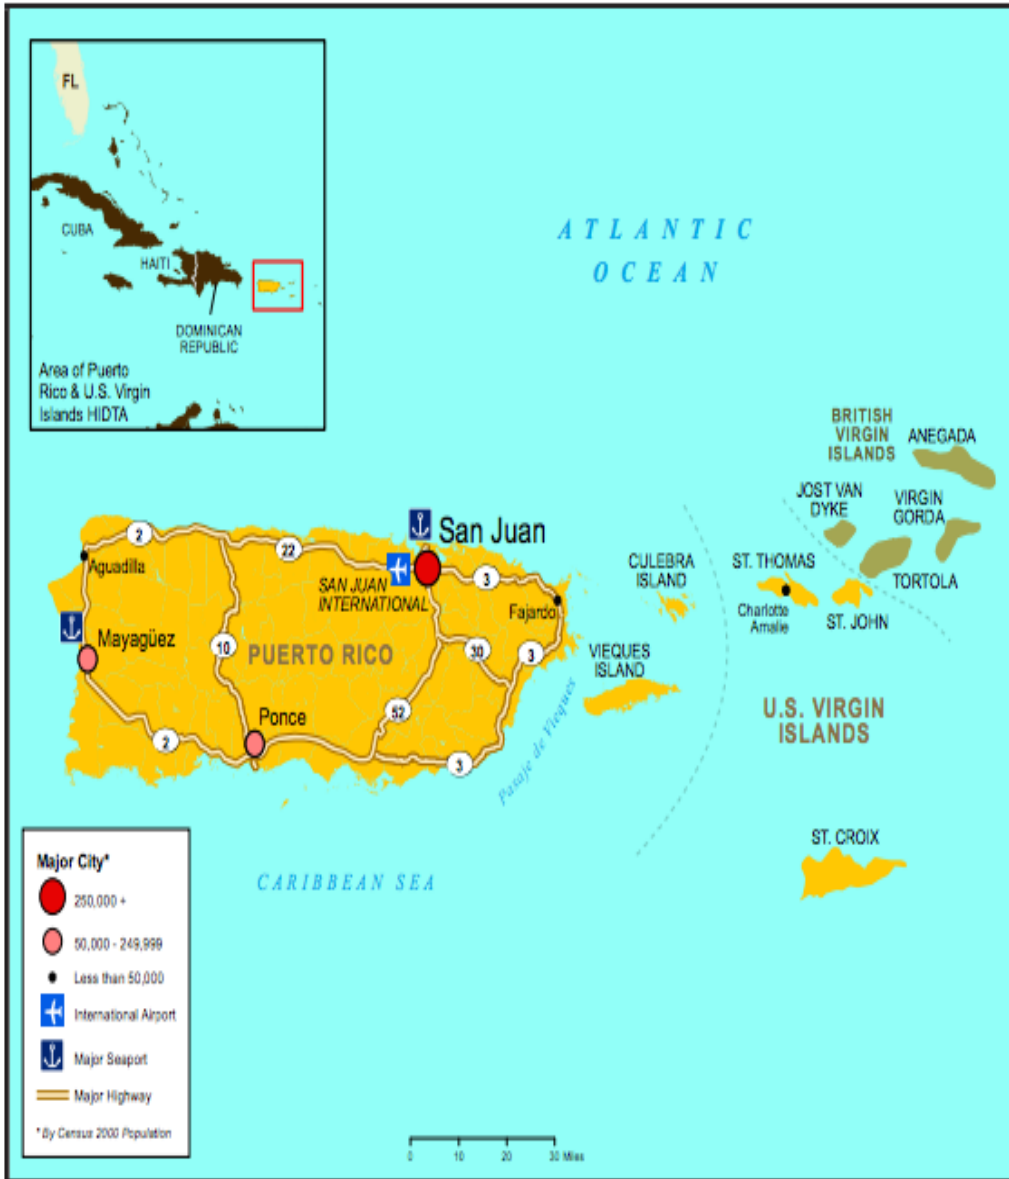 FL
CUBA
HAITI
DOMINICAN
REPUBLIC
Area of Puerto
Rico & U.S. Virgin
Islands HIDTA
ATLANTIC
OCEAN
BRITISH
VIRGIN
ISLANDS
ANEGADA
JOST VAN
DYKE
VIRGIN
GORDA
TORTOLA
San Juan
2
22
Aguadilla
SAN JUAN
INTERNATIONAL
3
Fajardo
CULEBRA
ISLAND
ST. THOMAS
Charlotte
Amalie
ST. JOHN
Mayagüez
10
PUERTO RICO
30
3
VIEQUES
ISLAND
Ponce
52
2
3
Pasaje de Vieques
U.S. VIRGIN
ISLANDS
ST. CROIX
CARIBBEAN SEA
Major City*
250,000 +
50,000 - 249,999
Less than 50,000
International Airport
Major Seaport
Major Highway
* By Census 2000 Population
0 10 20 30 Miles